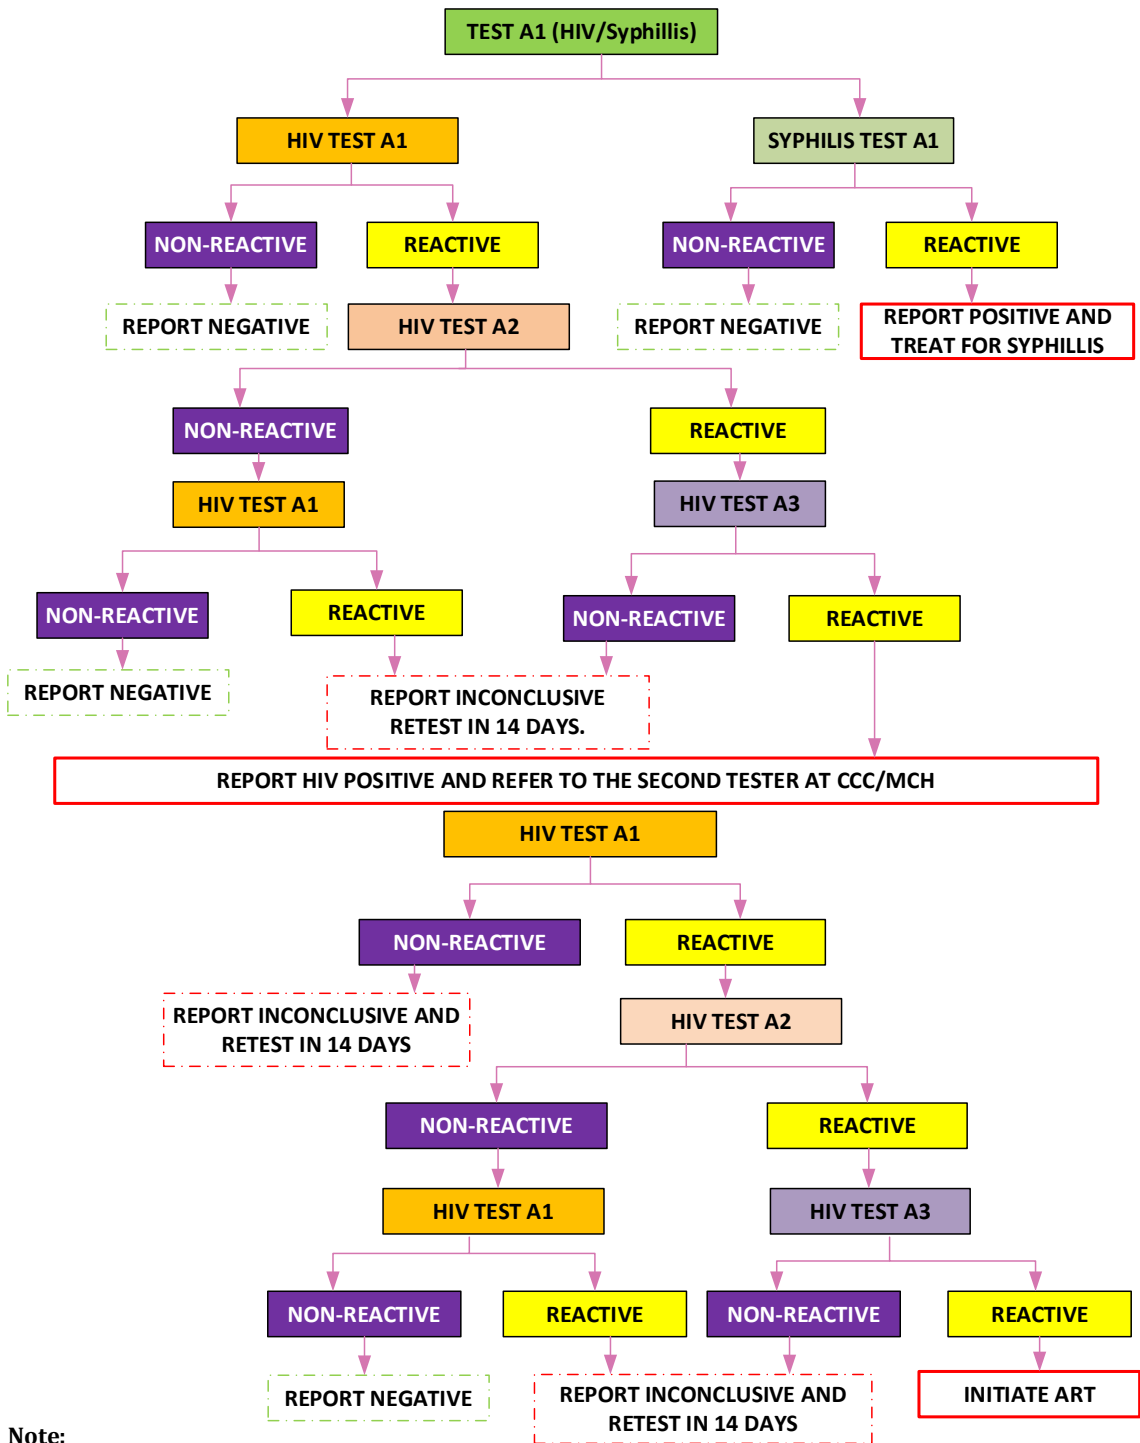 TEST A1 (HIV/Syphillis)
HIV TEST A1
SYPHILIS TEST A1
NON-REACTIVE
REACTIVE
NON-REACTIVE
REACTIVE
REPORT NEGATIVE
HIV TEST A2
REPORT NEGATIVE
REPORT POSITIVE AND
TREAT FOR SYPHILLIS
NON-REACTIVE
REACTIVE
HIV TEST A1
HIV TEST A3
NON-REACTIVE
REACTIVE
NON-REACTIVE
REACTIVE
REPORT NEGATIVE
REPORT INCONCLUSIVE
RETEST IN 14 DAYS.
REPORT HIV POSITIVE AND REFER TO THE SECOND TESTER AT CCC/MCH
HIV TEST A1
NON-REACTIVE
REACTIVE
REPORT INCONCLUSIVE AND
RETEST IN 14 DAYS
HIV TEST A2
NON-REACTIVE
REACTIVE
HIV TEST A1
HIV TEST A3
NON-REACTIVE
REACTIVE
NON-REACTIVE
REACTIVE
REPORT NEGATIVE
REPORT INCONCLUSIVE AND
RETEST IN 14 DAYS
INITIATE ART
Note: